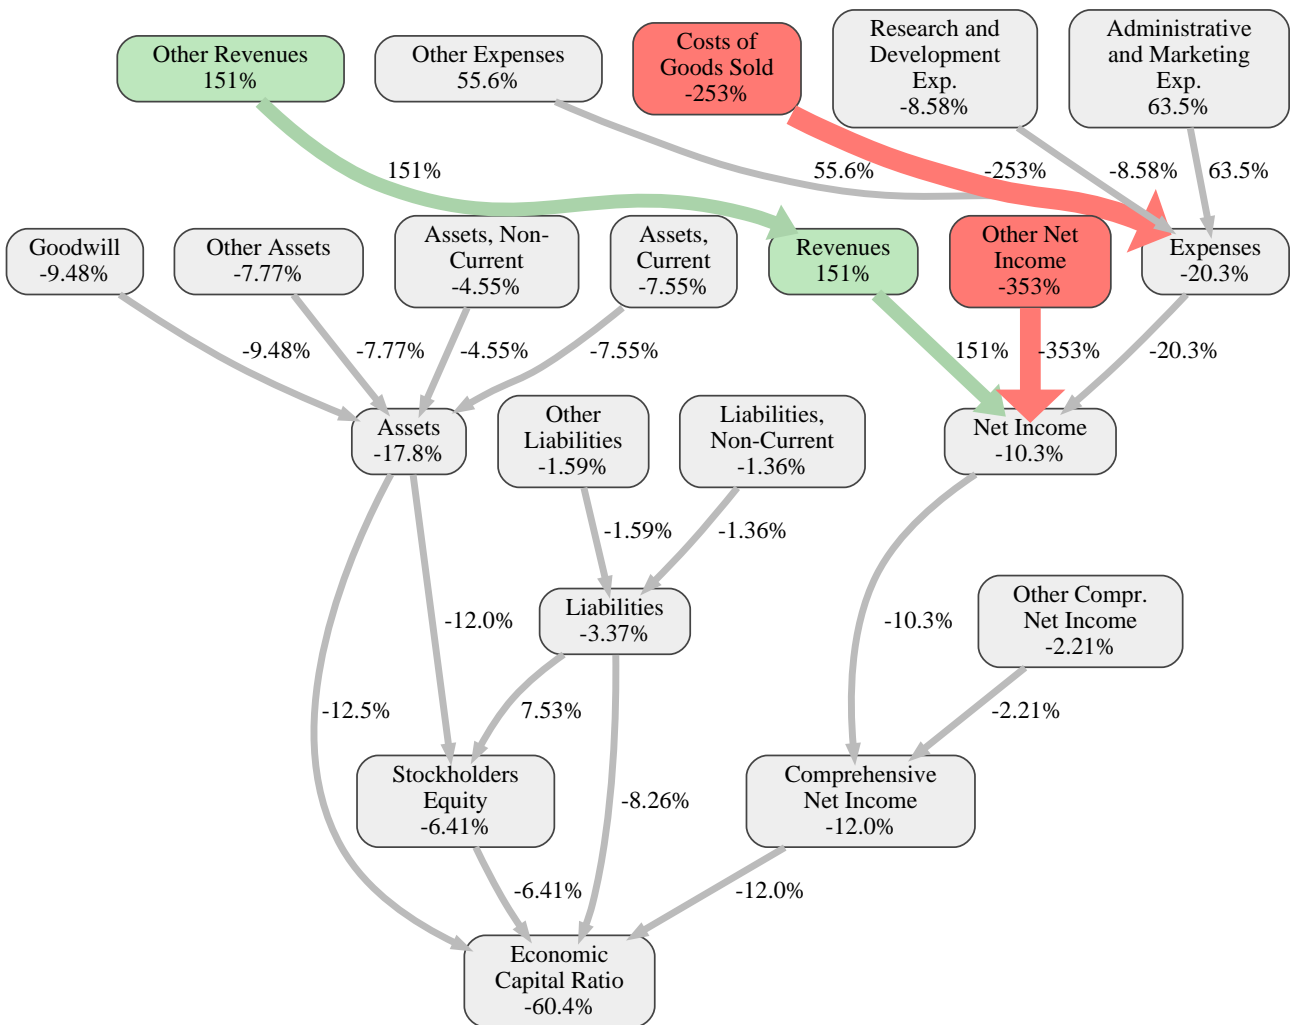 Other Revenues
151%
Other Expenses
55.6%
Costs of
Goods Sold
-253%
Research and
Development
Exp.
-8.58%
Administrative
and Marketing
Exp.
63.5%
151%
55.6%
-253%
-8.58%
63.5%
Goodwill
-9.48%
Other Assets
-7.77%
Assets, Non-
Current
-4.55%
Assets,
Current
-7.55%
Revenues
151%
Other Net
Income
-353%
Expenses
-20.3%
-9.48%
-7.77%
-4.55%
-7.55%
151%
-353%
-20.3%
Assets
-17.8%
Other
Liabilities
-1.59%
Liabilities,
Non-Current
-1.36%
Net Income
-10.3%
-1.59%
-1.36%
-12.0%
Liabilities
-3.37%
-10.3%
Other Compr.
Net Income
-2.21%
-12.5%
7.53%
-2.21%
Stockholders
Equity
-6.41%
-8.26%
Comprehensive
Net Income
-12.0%
-6.41%
-12.0%
Economic
Capital Ratio
-60.4%